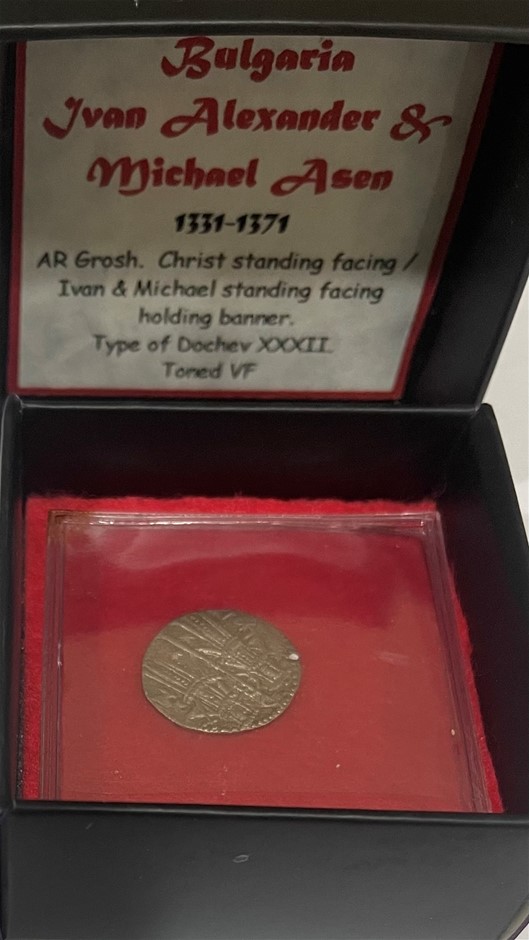 Bulgaria
Ivan Alexander &
Michael Asen
1331-1371
AR Grosh. Christ standing facing /
Ivan & Michael standing facing
holding banner.
Type of Dochev XXXII.
Toned VF